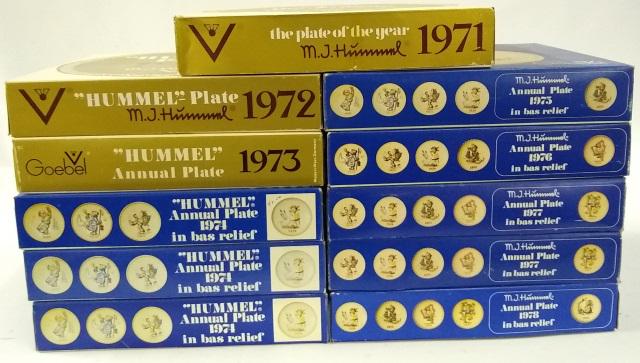 the plate of the year
M.J. Hummel® 1971
"HUMMEL" Plate
M.J. Hummel® 1972
Goebel
"HUMMEL"
Annual Plate 1973
"HUMMEL"
Annual Plate
1974
in bas relief
"HUMMEL"
Annual Plate
1974
in bas relief
"HUMMEL"
Annual Plate
1974
in bas relief
M.J. Hummel
Annual Plate
1975
in bas relief
M.J. Hummel
Annual Plate
1976
in bas relief
M.J. Hummel
Annual Plate
1977
in bas relief
M.J. Hummel
Annual Plate
1977
in bas relief
M.J. Hummel
Annual Plate
1978
in bas relief